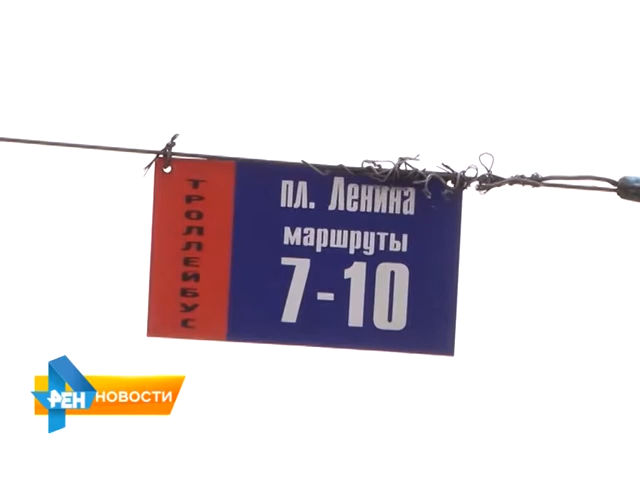 ТРОЛЛЕЙБУС
пл. Ленина
маршруты
7-10
РЕН НОВОСТИ